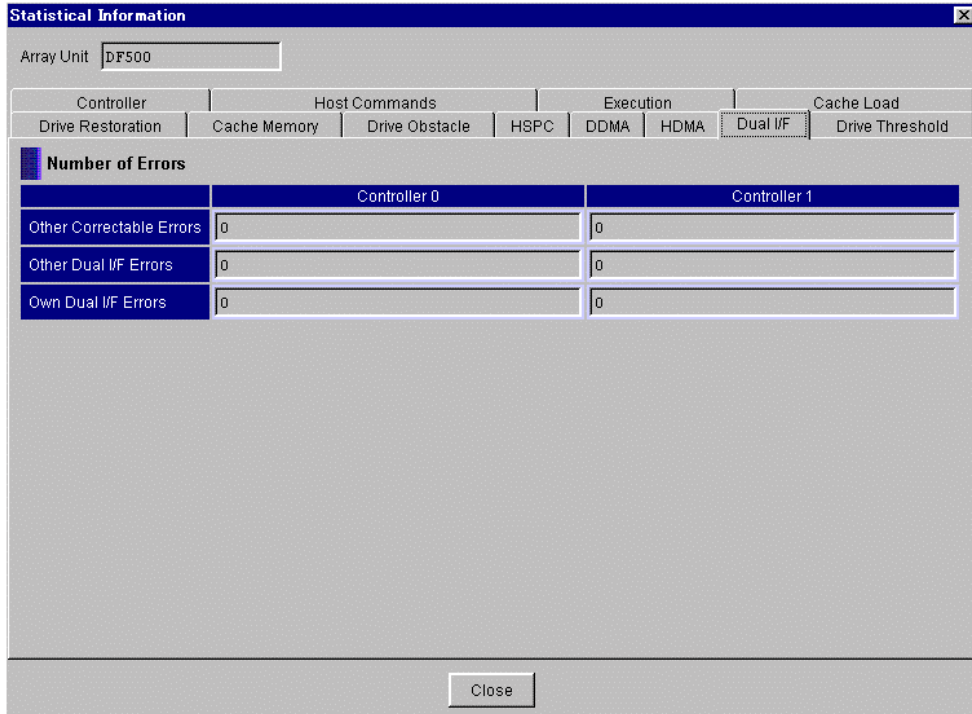 Statistical Information
Array Unit DF500
Controller Host Commands Execution Cache Load
Drive Restoration Cache Memory Drive Obstacle HSPC DDMA HDMA Dual I/F Drive Threshold
Number of Errors
Controller 0 Controller 1
Other Correctable Errors 0 0
Other Dual I/F Errors 0 0
Own Dual I/F Errors 0 0
Close